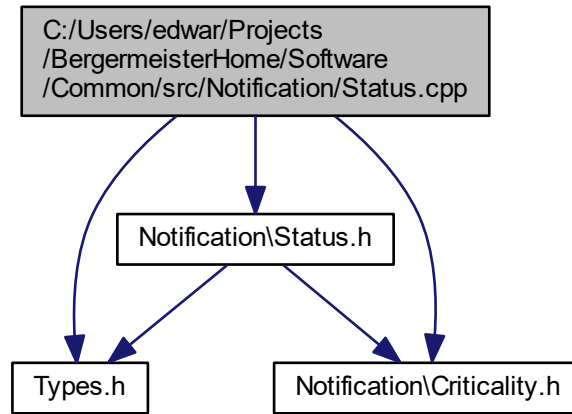 C:/Users/edwar/Projects
/BergermeisterHome/Software
/Common/src/Notification/Status.cpp
Notification\Status.h
Types.h
Notification\Criticality.h